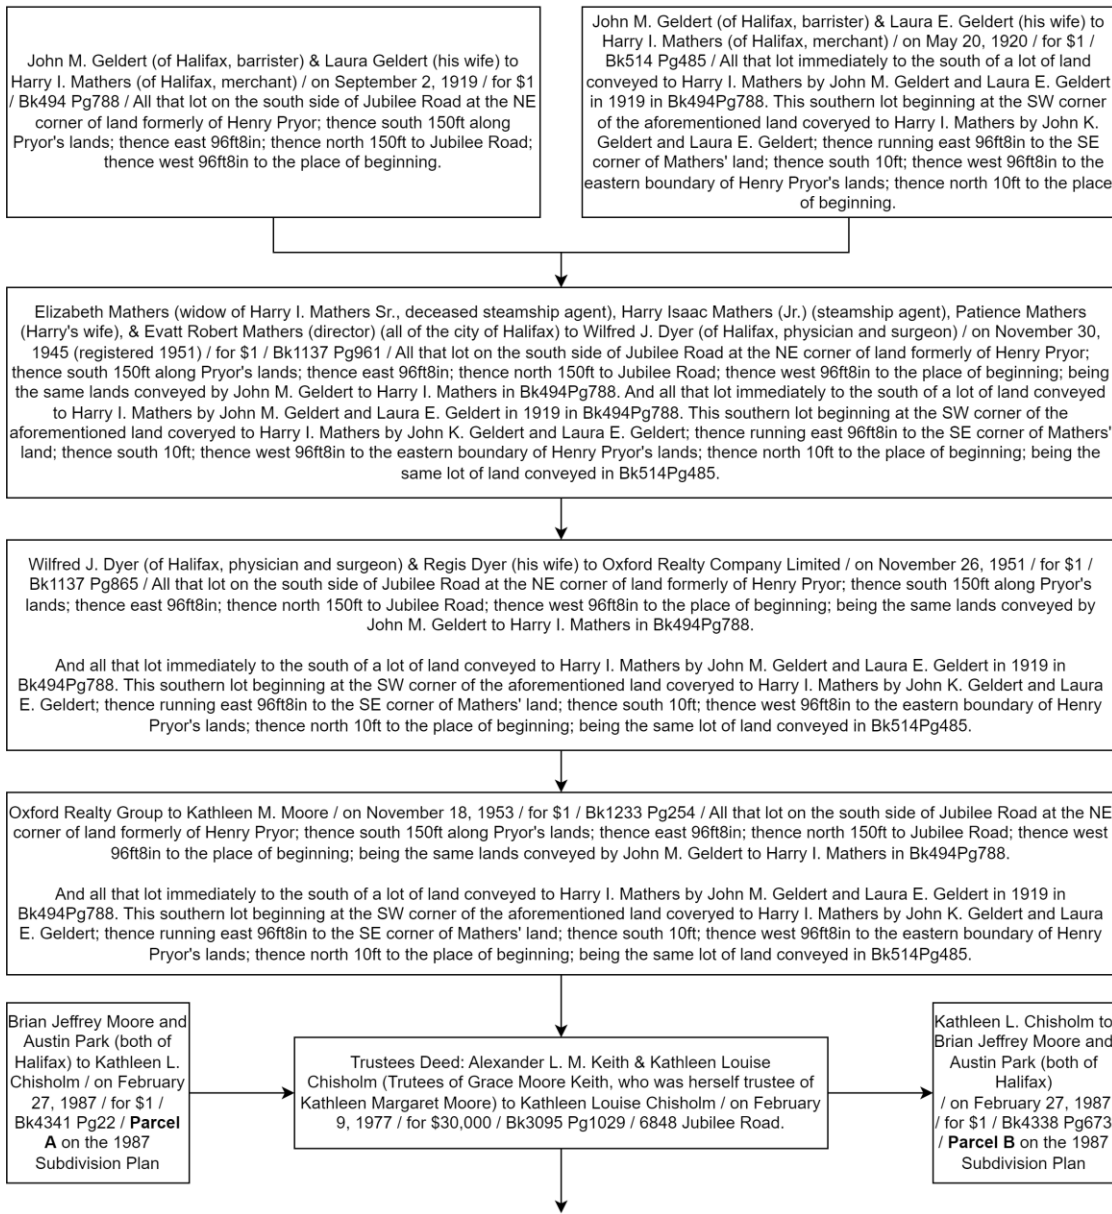 John M. Geldert (of Halifax, barrister) & Laura Geldert (his wife) to
Harry I. Mathers (of Halifax, merchant) / on September 2, 1919 / for $1
/ Bk494 Pg788 / All that lot on the south side of Jubilee Road at the NE
corner of land formerly of Henry Pryor; thence south 150ft along
Pryor's lands; thence east 96ft8in; thence north 150ft to Jubilee Road;
thence west 96ft8in to the place of beginning.
John M. Geldert (of Halifax, barrister) & Laura E. Geldert (his wife) to
Harry I. Mathers (of Halifax, merchant) / on May 20, 1920 / for $1 /
Bk514 Pg485 / All that lot immediately to the south of a lot of land
conveyed to Harry I. Mathers by John M. Geldert and Laura E. Geldert
in 1919 in Bk494Pg788. This southern lot beginning at the SW corner
of the aforementioned land coveryed to Harry I. Mathers by John K.
Geldert and Laura E. Geldert; thence running east 96ft8in to the SE
corner of Mathers' land; thence south 10ft; thence west 96ft8in to the
eastern boundary of Henry Pryor's lands; thence north 10ft to the place
of beginning.
Elizabeth Mathers (widow of Harry I. Mathers Sr., deceased steamship agent), Harry Isaac Mathers (Jr.) (steamship agent), Patience Mathers
(Harry's wife), & Evatt Robert Mathers (director) (all of the city of Halifax) to Wilfred J. Dyer (of Halifax, physician and surgeon) / on November 30,
1945 (registered 1951) / for $1 / Bk1137 Pg961 / All that lot on the south side of Jubilee Road at the NE corner of land formerly of Henry Pryor;
thence south 150ft along Pryor's lands; thence east 96ft8in; thence north 150ft to Jubilee Road; thence west 96ft8in to the place of beginning; being
the same lands conveyed by John M. Geldert to Harry I. Mathers in Bk494Pg788. And all that lot immediately to the south of a lot of land conveyed
to Harry I. Mathers by John M. Geldert and Laura E. Geldert in 1919 in Bk494Pg788. This southern lot beginning at the SW corner of the
aforementioned land coveryed to Harry I. Mathers by John K. Geldert and Laura E. Geldert; thence running east 96ft8in to the SE corner of Mathers'
land; thence south 10ft; thence west 96ft8in to the eastern boundary of Henry Pryor's lands; thence north 10ft to the place of beginning; being the
same lot of land conveyed in Bk514Pg485.
Wilfred J. Dyer (of Halifax, physician and surgeon) & Regis Dyer (his wife) to Oxford Realty Company Limited / on November 26, 1951 / for $1 /
Bk1137 Pg865 / All that lot on the south side of Jubilee Road at the NE corner of land formerly of Henry Pryor; thence south 150ft along Pryor's
lands; thence east 96ft8in; thence north 150ft to Jubilee Road; thence west 96ft8in to the place of beginning; being the same lands conveyed by
John M. Geldert to Harry I. Mathers in Bk494Pg788.
And all that lot immediately to the south of a lot of land conveyed to Harry I. Mathers by John M. Geldert and Laura E. Geldert in 1919 in
Bk494Pg788. This southern lot beginning at the SW corner of the aforementioned land coveryed to Harry I. Mathers by John K. Geldert and Laura
E. Geldert; thence running east 96ft8in to the SE corner of Mathers' land; thence south 10ft; thence west 96ft8in to the eastern boundary of Henry
Pryor's lands; thence north 10ft to the place of beginning; being the same lot of land conveyed in Bk514Pg485.
Oxford Realty Group to Kathleen M. Moore / on November 18, 1953 / for $1 / Bk1233 Pg254 / All that lot on the south side of Jubilee Road at the NE
corner of land formerly of Henry Pryor; thence south 150ft along Pryor's lands; thence east 96ft8in; thence north 150ft to Jubilee Road; thence west
96ft8in to the place of beginning; being the same lands conveyed by John M. Geldert to Harry I. Mathers in Bk494Pg788.
And all that lot immediately to the south of a lot of land conveyed to Harry I. Mathers by John M. Geldert and Laura E. Geldert in 1919 in
Bk494Pg788. This southern lot beginning at the SW corner of the aforementioned land coveryed to Harry I. Mathers by John K. Geldert and Laura
E. Geldert; thence running east 96ft8in to the SE corner of Mathers' land; thence south 10ft; thence west 96ft8in to the eastern boundary of Henry
Pryor's lands; thence north 10ft to the place of beginning; being the same lot of land conveyed in Bk514Pg485.
Brian Jeffrey Moore and
Austin Park (both of
Halifax) to Kathleen L.
Chisholm / on February
27, 1987 / for $1 /
Bk4341 Pg22 / Parcel
A on the 1987
Subdivision Plan
Trustees Deed: Alexander L. M. Keith & Kathleen Louise
Chisholm (Trutees of Grace Moore Keith, who was herself trustee of
Kathleen Margaret Moore) to Kathleen Louise Chisholm / on February
9, 1977 / for $30,000 / Bk3095 Pg1029 / 6848 Jubilee Road.
Kathleen L. Chisholm to
Brian Jeffrey Moore and
Austin Park (both of
Halifax)
/ on February 27, 1987
/ for $1 / Bk4338 Pg673
/ Parcel B on the 1987
Subdivision Plan